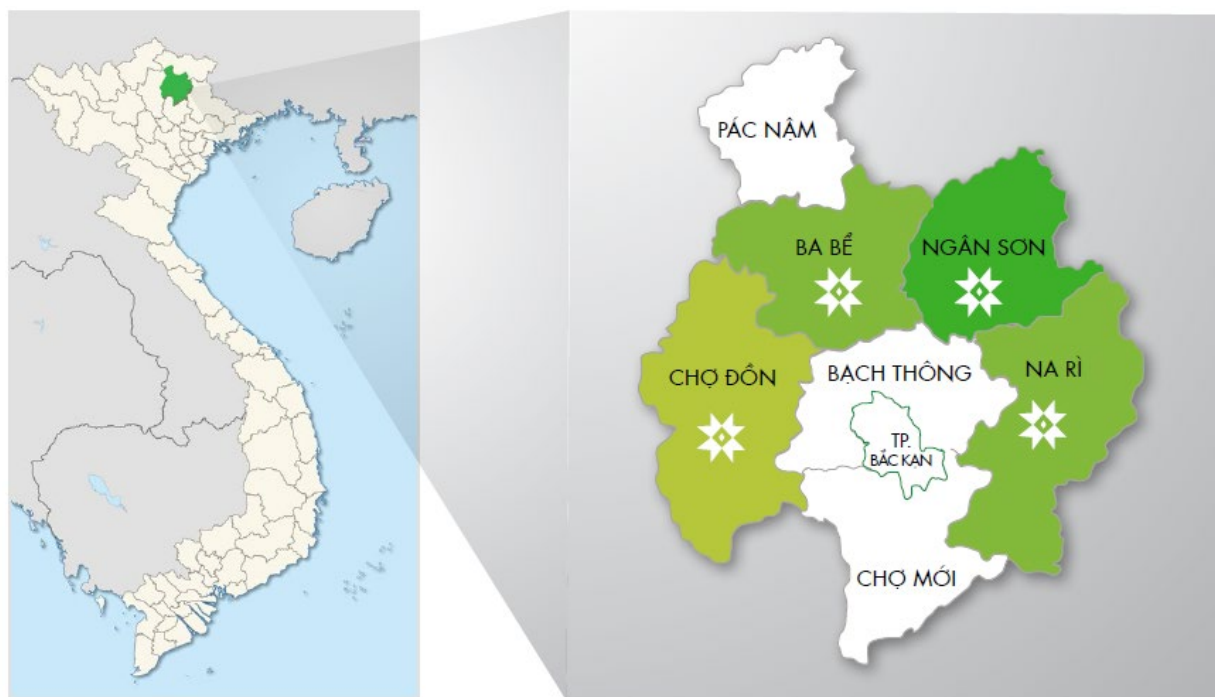 PÁC NẬM
BA BỂ
NGÂN SƠN
CHỢ ĐỒN
BẠCH THÔNG
NA RÌ
TP.
BẮC KẠN
CHỢ MỚI